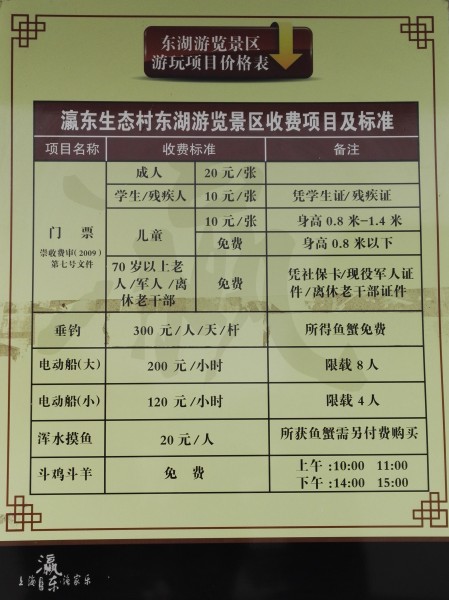 东湖游览景区
游玩项目价格表
瀛东生态村东湖游览景区收费项目及标准
项目名称 收费标准 备注
门 票
崇收费审(2009)
第七号文件
成人 20 元/张
学生/残疾人 10 元/张 凭学生证/残疾证
儿童 10 元/张 身高 0.8 米-1.4 米
免费 身高 0.8 米以下
70 岁以上老
人/军人/离
休老干部
免费
凭社保卡/现役军人证
件/离休老干部证件
垂钓 300 元/人/天/杆 所得鱼蟹免费
电动船(大) 200 元/小时 限载 8 人
电动船(小) 120 元/小时 限载 4 人
浑水摸鱼 20 元/人 所获鱼蟹需另付费购买
斗鸡斗羊 免 费 上午:10:00 11:00
下午:14:00 15:00
瀛
东